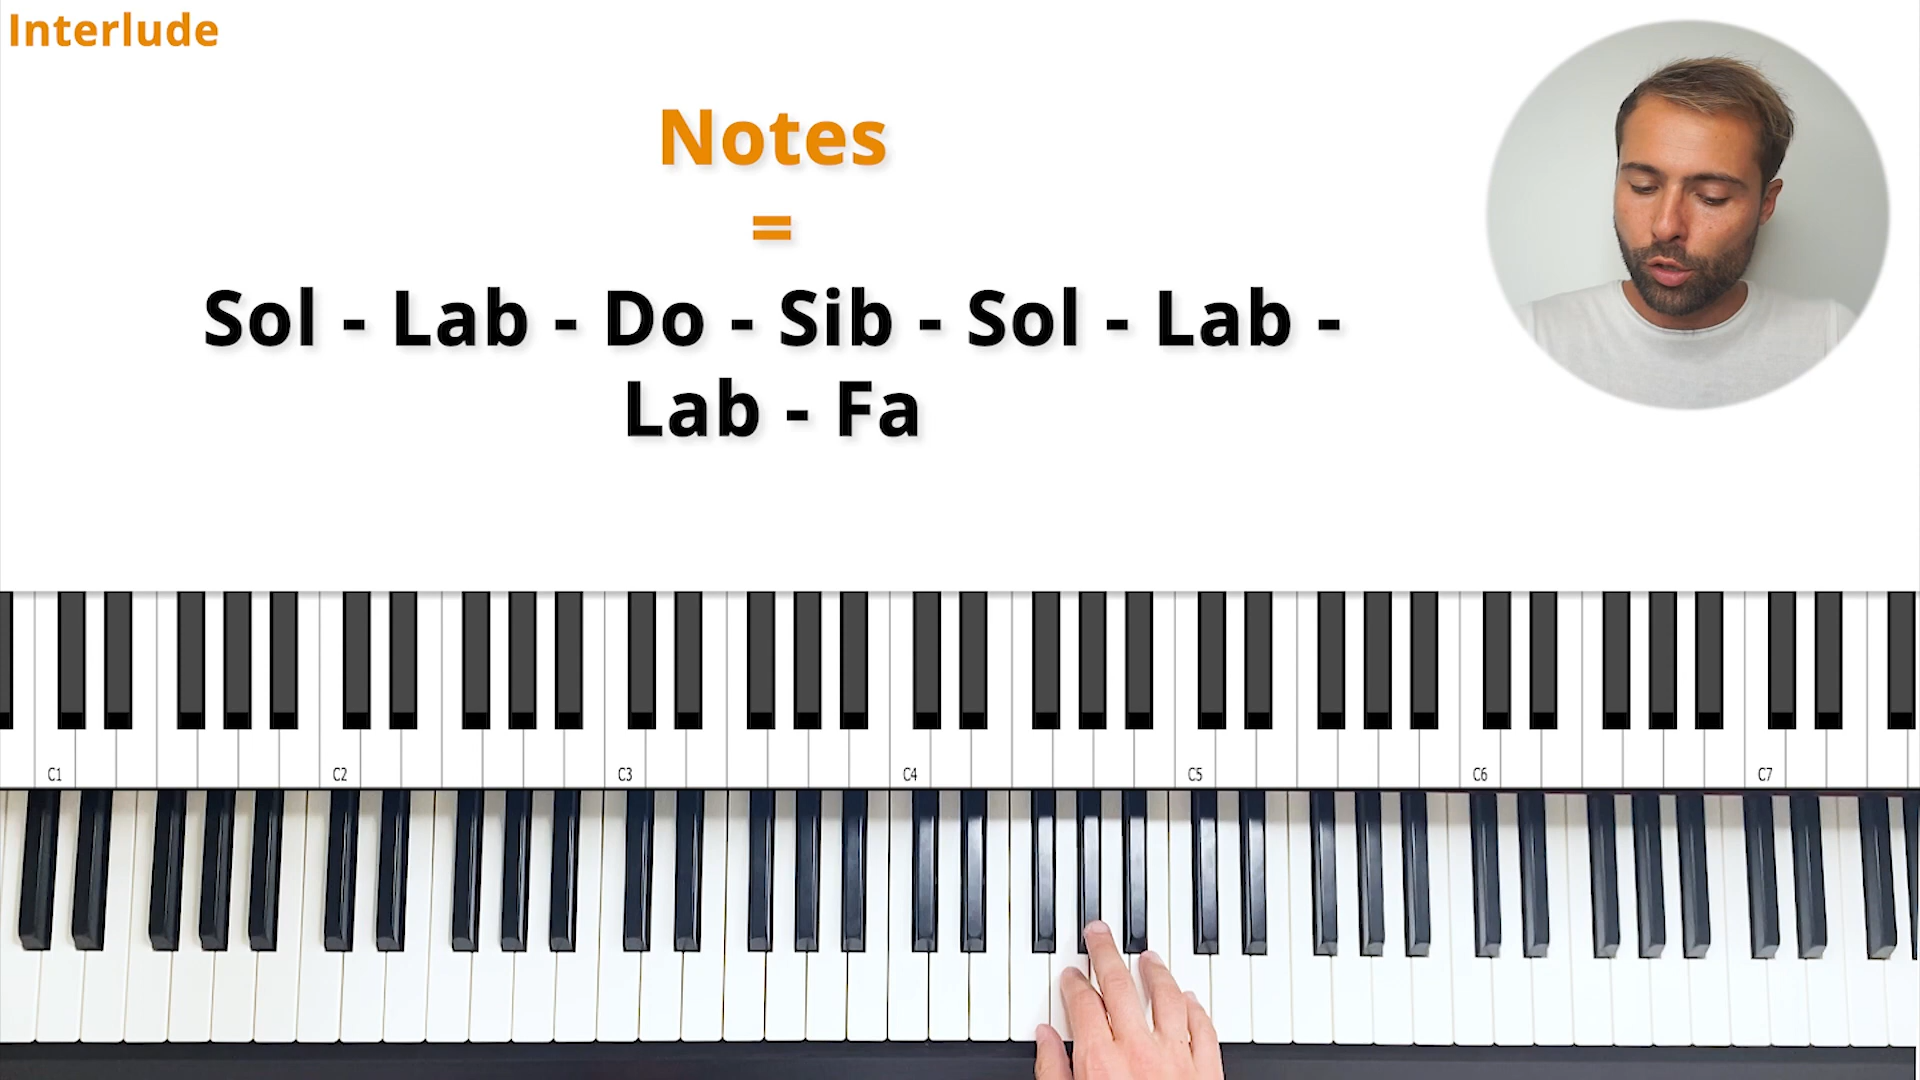 Interlude
Notes
=
Sol - Lab - Do - Sib - Sol - Lab -
Lab - Fa
C1 C2 C3 C4 C5 C6 C7